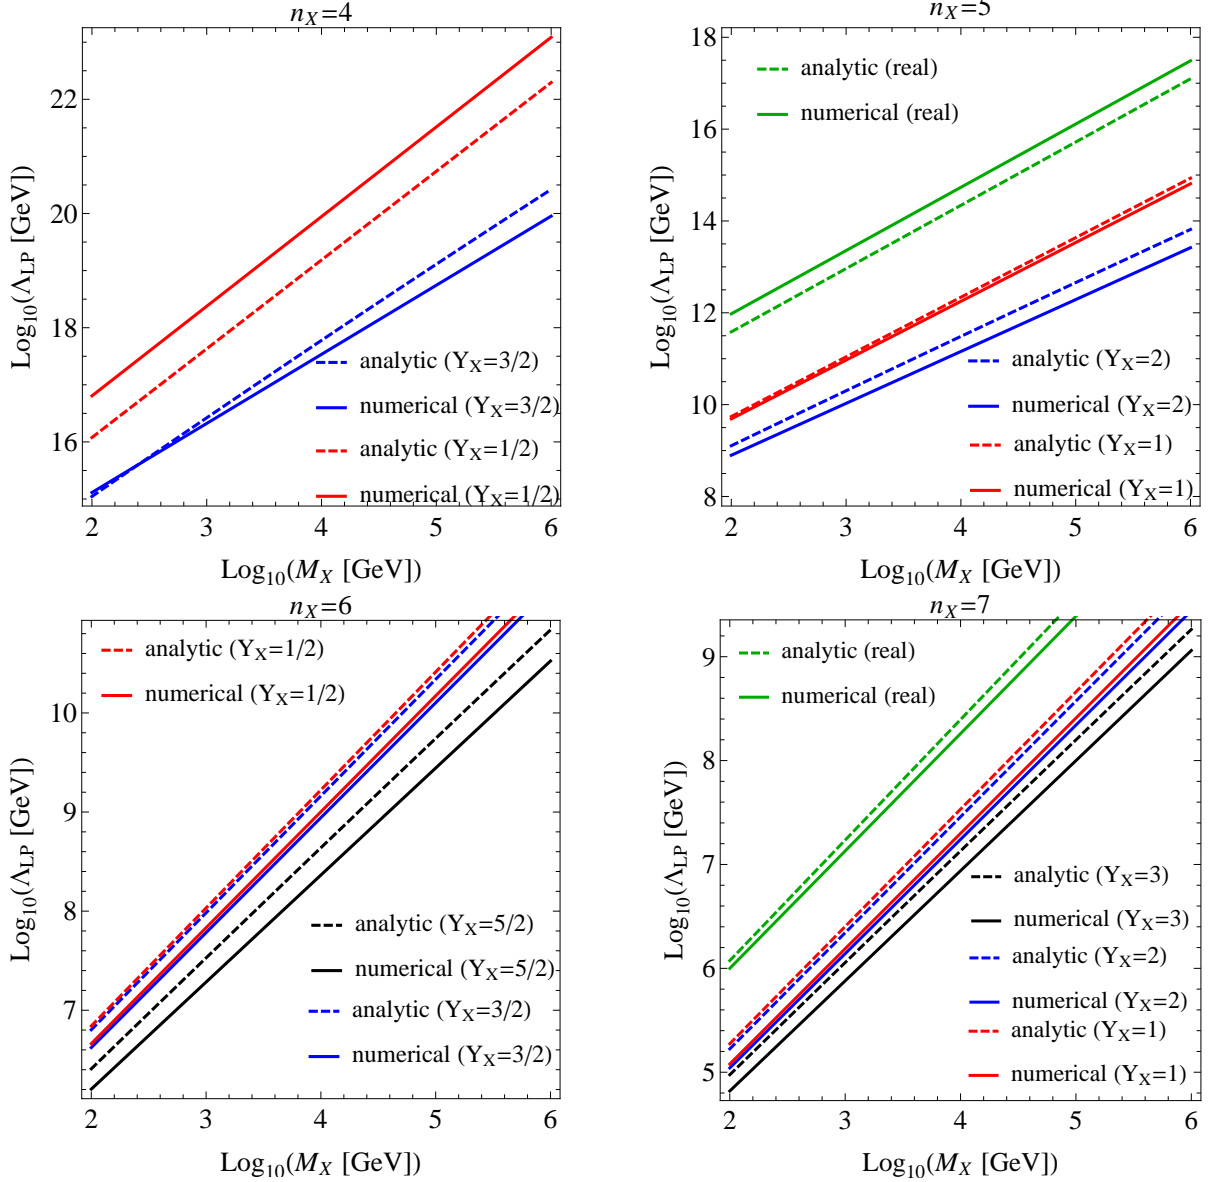 n_X=4
22
20
18
16
Log₁₀(Λ_LP [GeV])
analytic (Y_X=3/2)
numerical (Y_X=3/2)
analytic (Y_X=1/2)
numerical (Y_X=1/2)
2 3 4 5 6
Log₁₀(M_X [GeV])
n_X=5
18
16
14
12
10
8
Log₁₀(Λ_LP [GeV])
analytic (real)
numerical (real)
analytic (Y_X=2)
numerical (Y_X=2)
analytic (Y_X=1)
numerical (Y_X=1)
2 3 4 5 6
Log₁₀(M_X [GeV])
n_X=6
10
9
8
7
Log₁₀(Λ_LP [GeV])
analytic (Y_X=1/2)
numerical (Y_X=1/2)
analytic (Y_X=5/2)
numerical (Y_X=5/2)
analytic (Y_X=3/2)
numerical (Y_X=3/2)
2 3 4 5 6
Log₁₀(M_X [GeV])
n_X=7
9
8
7
6
5
Log₁₀(Λ_LP [GeV])
analytic (real)
numerical (real)
analytic (Y_X=3)
numerical (Y_X=3)
analytic (Y_X=2)
numerical (Y_X=2)
analytic (Y_X=1)
numerical (Y_X=1)
2 3 4 5 6
Log₁₀(M_X [GeV])